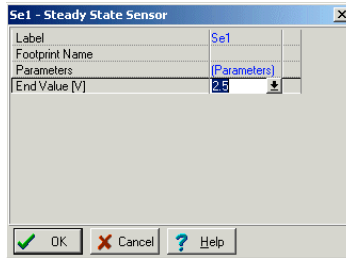 Se1 - Steady State Sensor
Label Se1
Footprint Name
Parameters (Parameters)
End Value [V] 2.5
OK Cancel ? Help